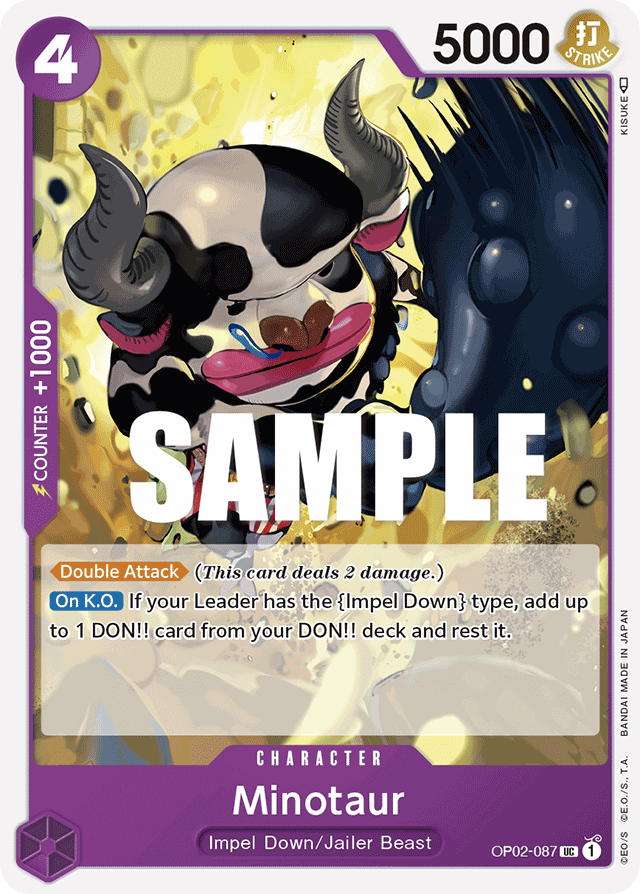 4
5000
打
STRIKE
KISUKE
COUNTER +1000
SAMPLE
Double Attack (This card deals 2 damage.)
On K.O. If your Leader has the {Impel Down} type, add up
to 1 DON!! card from your DON!! deck and rest it.
©EO/S ©E.O./S., T.A. BANDAI MADE IN JAPAN
CHARACTER
Minotaur
Impel Down/Jailer Beast
OP02-087 UC 1